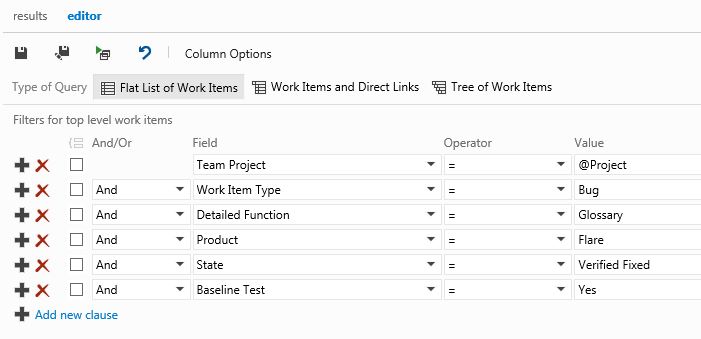 results editor
Column Options
Type of Query Flat List of Work Items Work Items and Direct Links Tree of Work Items
Filters for top level work items
And/Or Field Operator Value
Team Project = @Project
And Work Item Type = Bug
And Detailed Function = Glossary
And Product = Flare
And State = Verified Fixed
And Baseline Test = Yes
Add new clause